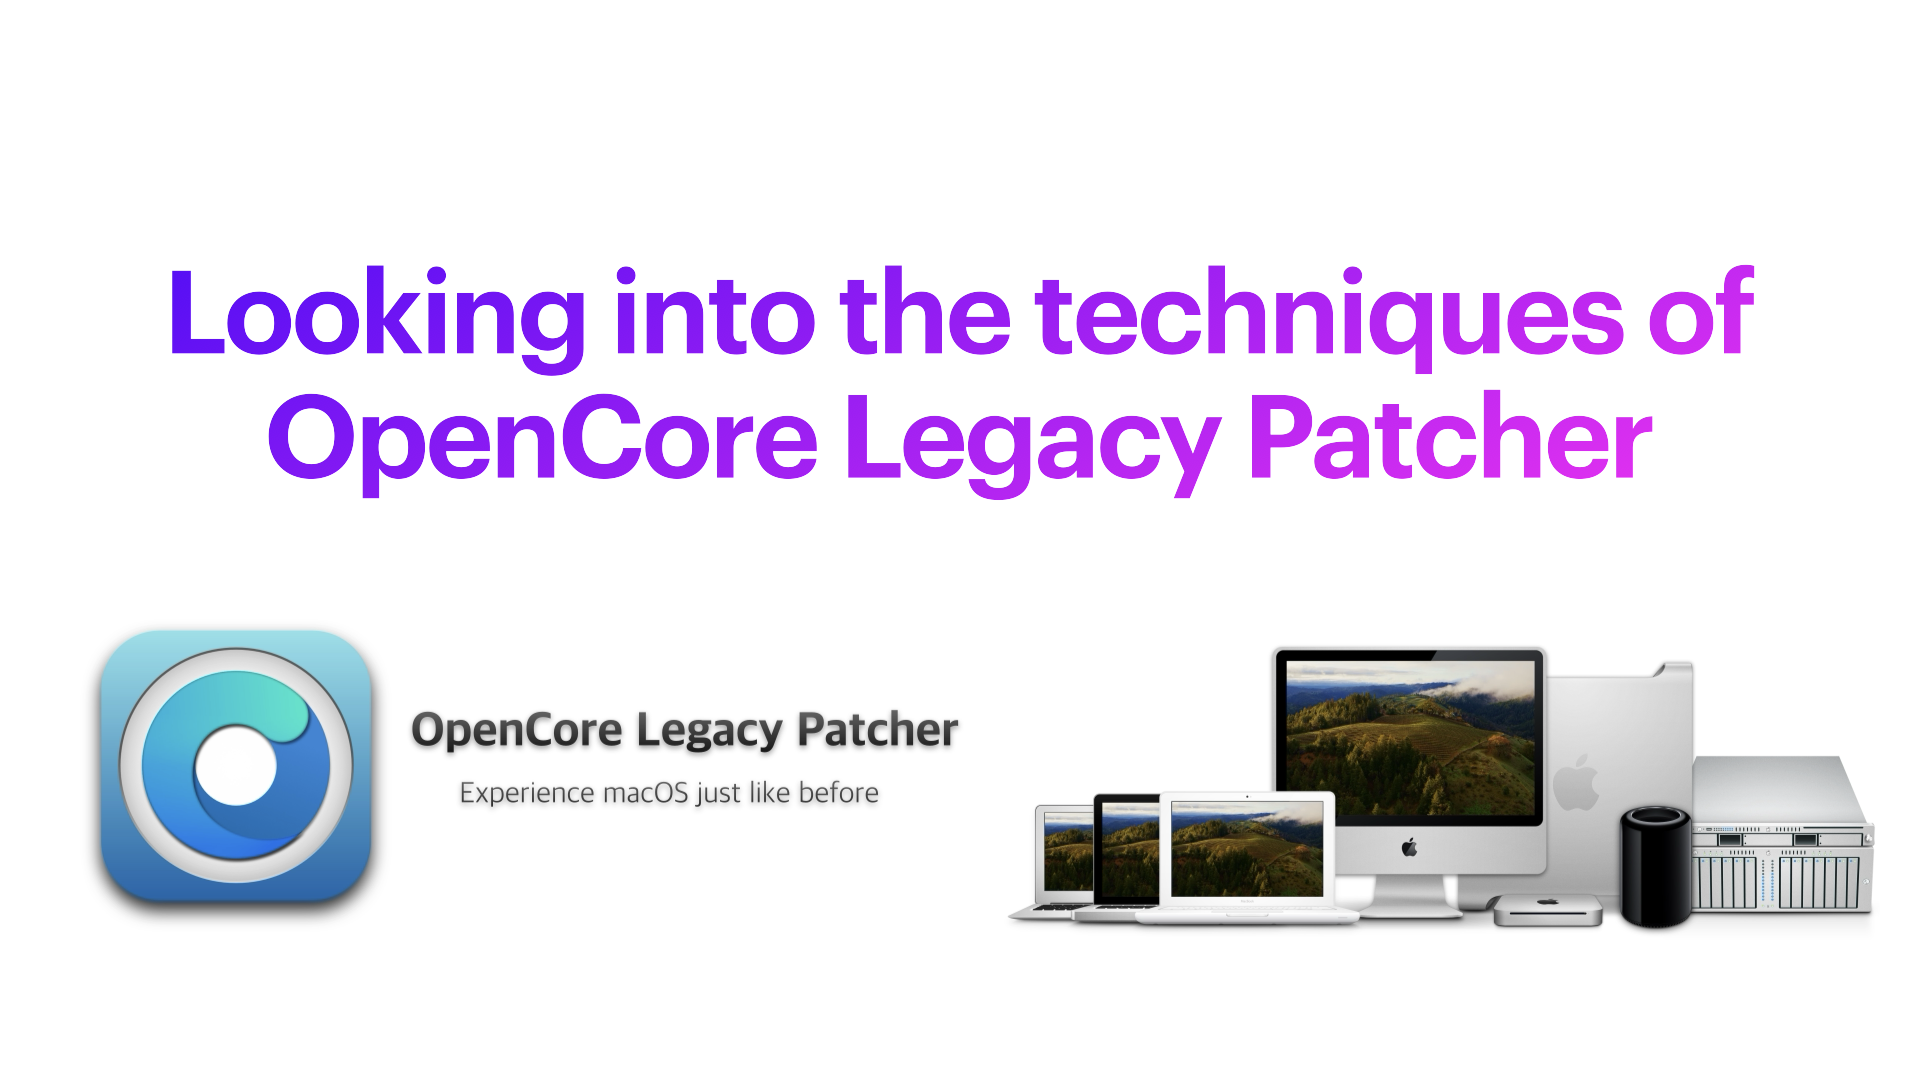 Looking into the techniques of
OpenCore Legacy Patcher
OpenCore Legacy Patcher
Experience macOS just like before